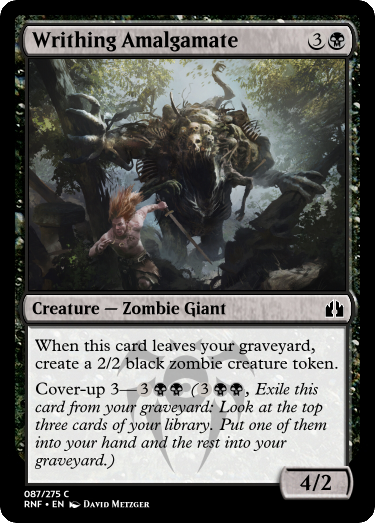 Writhing Amalgamate 3
Creature — Zombie Giant
When this card leaves your graveyard,
create a 2/2 black zombie creature token.
Cover-up 3—3 (3 , Exile this
card from your graveyard: Look at the top
three cards of your library. Put one of them
into your hand and the rest into your
graveyard.)
4/2
087/275 C
RNF • EN David Metzger